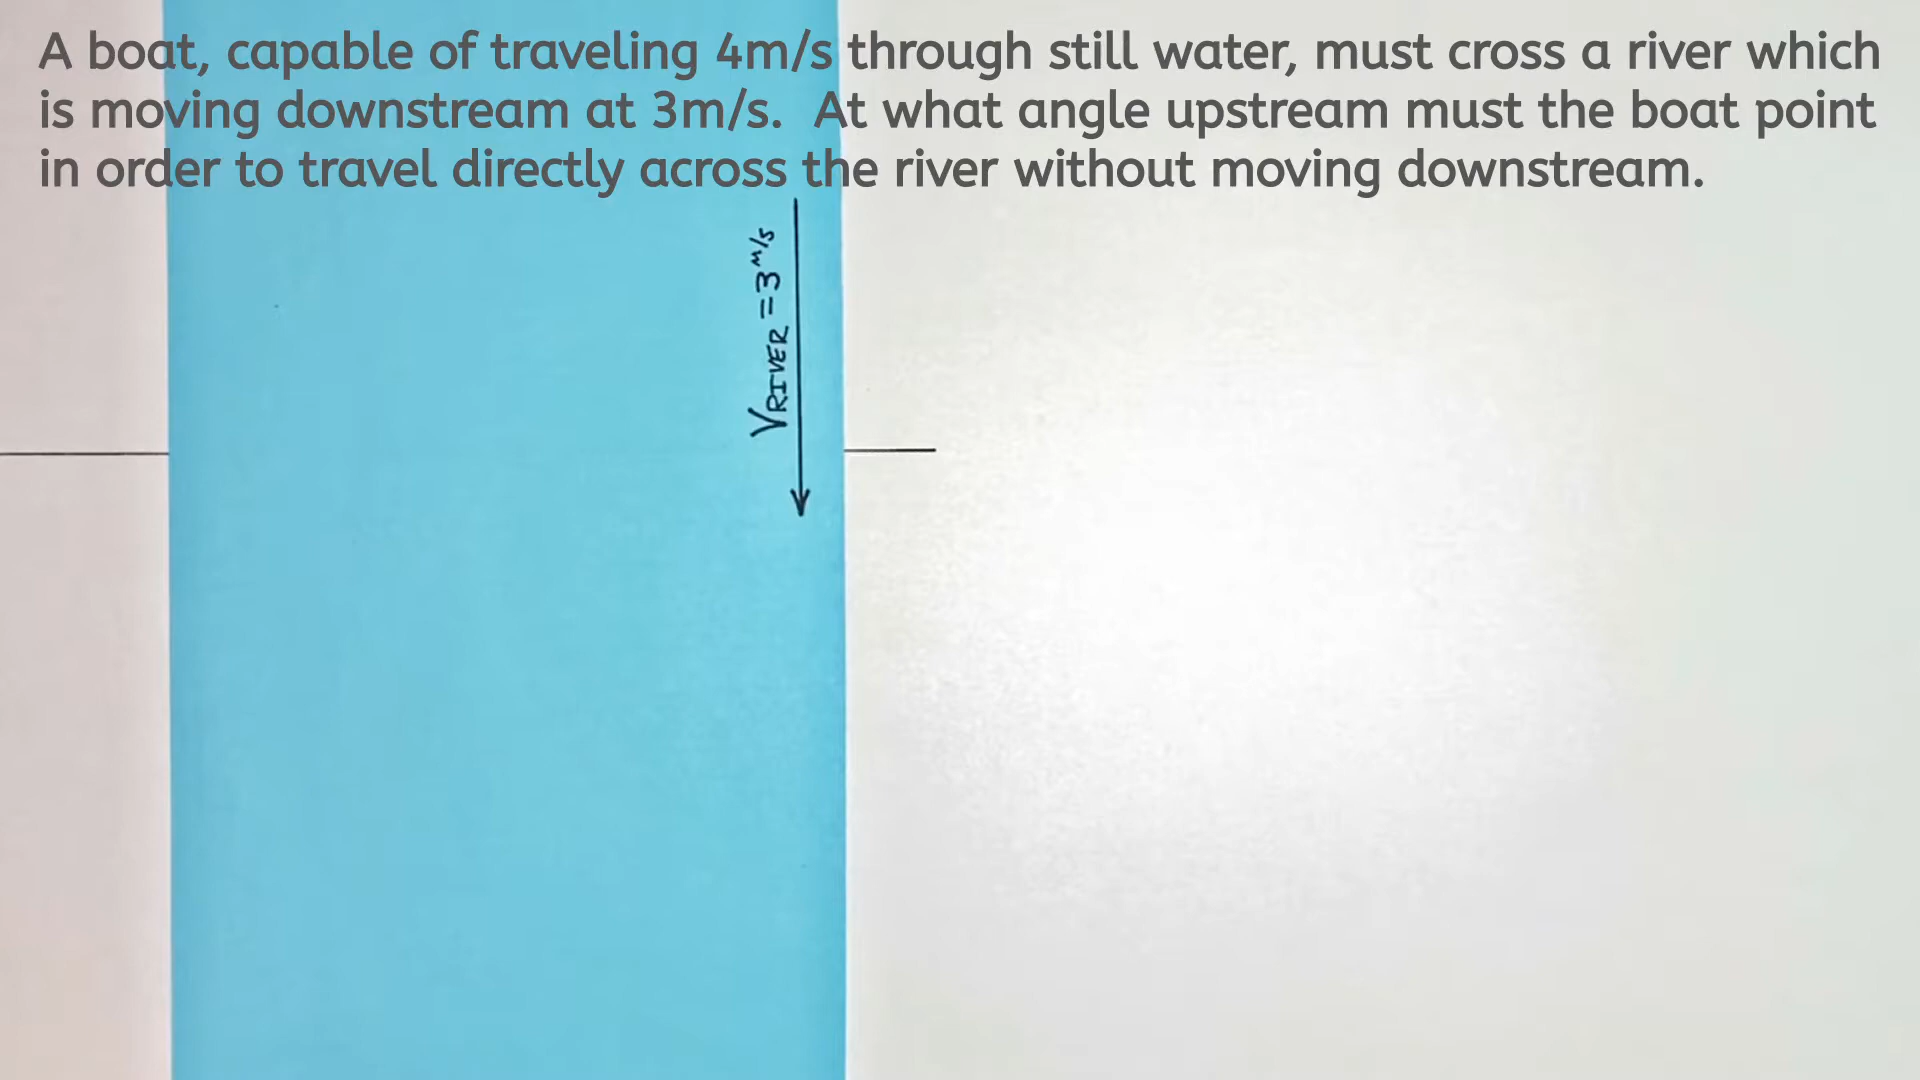 A boat, capable of traveling 4m/s through still water, must cross a river which
is moving downstream at 3m/s. At what angle upstream must the boat point
in order to travel directly across the river without moving downstream.
VRIVER = 3 m/s